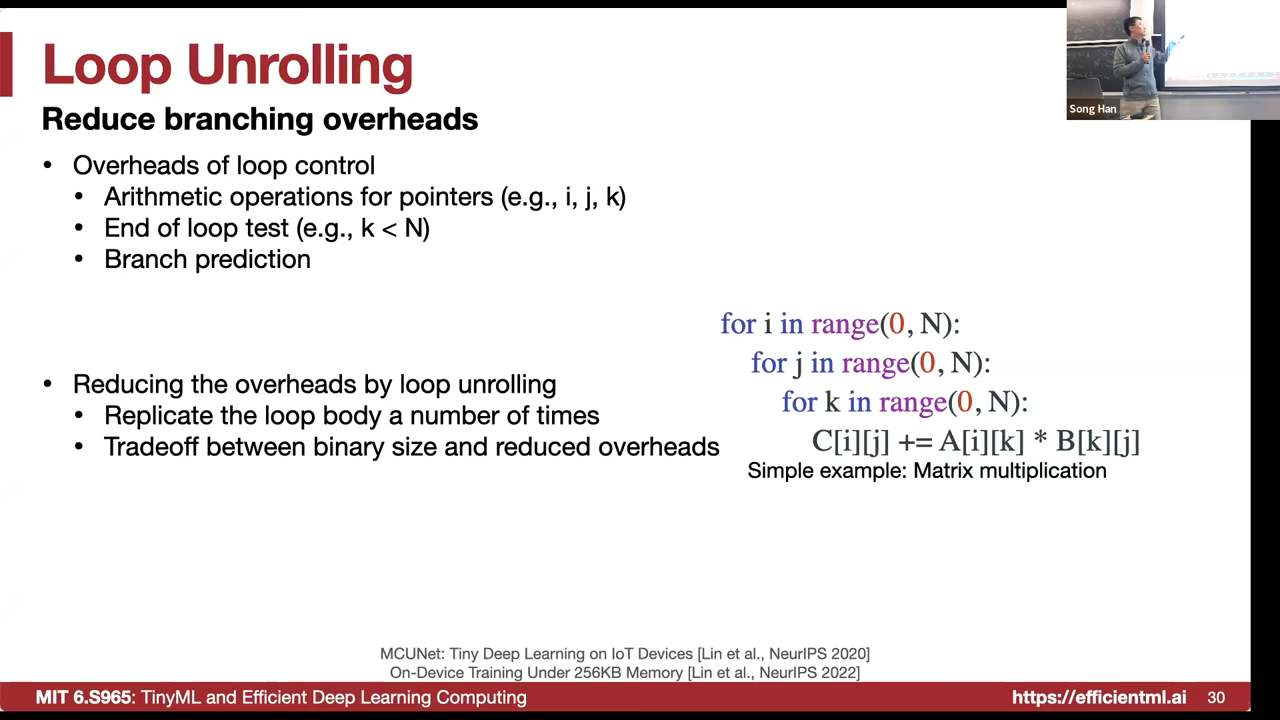 Loop Unrolling
Reduce branching overheads
• Overheads of loop control
• Arithmetic operations for pointers (e.g., i, j, k)
• End of loop test (e.g., k < N)
• Branch prediction
• Reducing the overheads by loop unrolling
• Replicate the loop body a number of times
• Tradeoff between binary size and reduced overheads
for i in range(0, N):
for j in range(0, N):
for k in range(0, N):
C[i][j] += A[i][k] * B[k][j]
Simple example: Matrix multiplication
Song Han
MCUNet: Tiny Deep Learning on IoT Devices [Lin et al., NeurIPS 2020]
On-Device Training Under 256KB Memory [Lin et al., NeurIPS 2022]
MIT 6.S965: TinyML and Efficient Deep Learning Computing
https://efficientml.ai
30